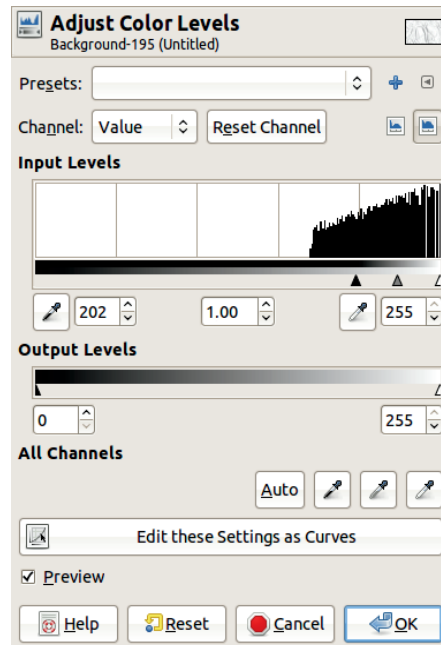 Adjust Color Levels
Background-195 (Untitled)
Presets:
Channel: Value Reset Channel
Input Levels
202 1.00 255
Output Levels
0 255
All Channels
Auto
Edit these Settings as Curves
Preview
Help Reset Cancel OK